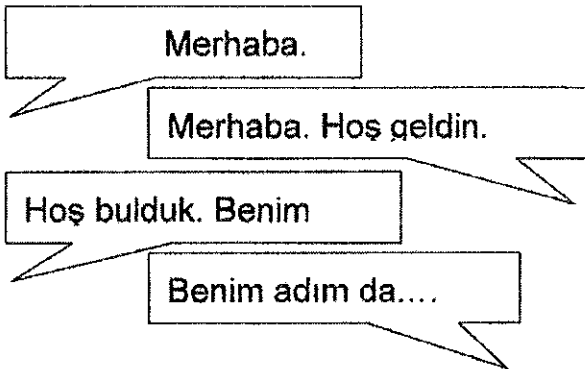 Merhaba.
Merhaba. Hoş geldin.
Hoş bulduk. Benim
Benim adım da....